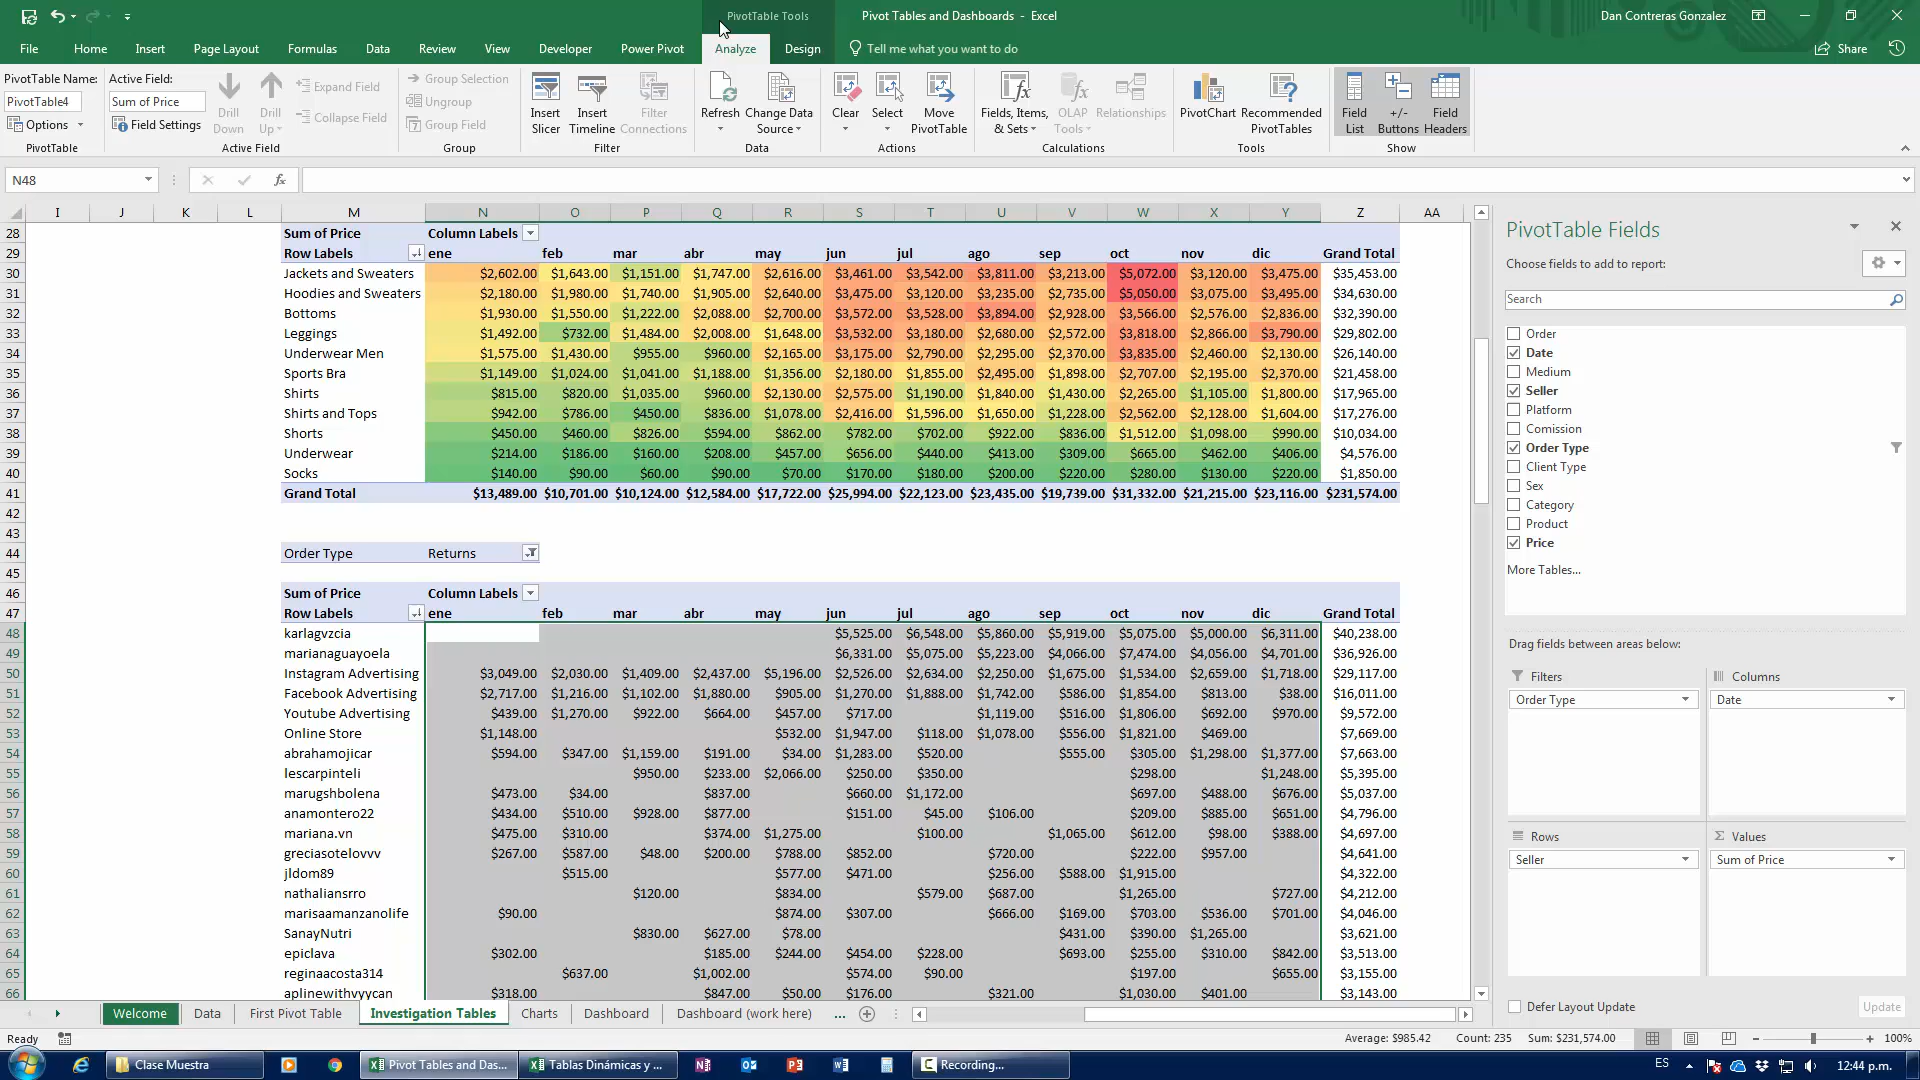 PivotTable Tools
Pivot Tables and Dashboards - Excel
Dan Contreras Gonzalez
File Home Insert Page Layout Formulas Data Review View Developer Power Pivot Analyze Design Tell me what you want to do Share
PivotTable Name: Active Field:
PivotTable4 Sum of Price
Options Field Settings
PivotTable
Drill Down
Drill Up
Expand Field
Collapse Field
Active Field
Group Selection
Ungroup
Group Field
Group
Insert Slicer
Insert Timeline
Filter Connections
Filter
Refresh
Change Data Source
Data
Clear
Select
Move PivotTable
Actions
Fields, Items, & Sets
OLAP Tools
Relationships
Calculations
PivotChart
Recommended PivotTables
Tools
Field List
+/- Buttons
Field Headers
Show
N48 fx
I J K L M N O P Q R S T U V W X Y Z AA
28 Sum of Price Column Labels
29 Row Labels ene feb mar abr may jun jul ago sep oct nov dic Grand Total
30 Jackets and Sweaters $2,602.00 $1,643.00 $1,151.00 $1,747.00 $2,616.00 $3,461.00 $3,542.00 $3,811.00 $3,213.00 $5,072.00 $3,120.00 $3,475.00 $35,453.00
31 Hoodies and Sweaters $2,180.00 $1,980.00 $1,740.00 $1,905.00 $2,640.00 $3,475.00 $3,120.00 $3,235.00 $2,735.00 $5,050.00 $3,075.00 $3,495.00 $34,630.00
32 Bottoms $1,930.00 $1,550.00 $1,222.00 $2,088.00 $2,700.00 $3,572.00 $3,528.00 $3,894.00 $2,928.00 $3,566.00 $2,576.00 $2,836.00 $32,390.00
33 Leggings $1,492.00 $732.00 $1,484.00 $2,008.00 $1,648.00 $3,532.00 $3,180.00 $2,680.00 $2,572.00 $3,818.00 $2,866.00 $3,790.00 $29,802.00
34 Underwear Men $1,575.00 $1,430.00 $955.00 $960.00 $2,165.00 $3,175.00 $2,790.00 $2,295.00 $2,370.00 $3,835.00 $2,460.00 $2,130.00 $26,140.00
35 Sports Bra $1,149.00 $1,024.00 $1,041.00 $1,188.00 $1,356.00 $2,180.00 $1,855.00 $2,495.00 $1,898.00 $2,707.00 $2,195.00 $2,370.00 $21,458.00
36 Shirts $815.00 $820.00 $1,035.00 $960.00 $2,130.00 $2,575.00 $1,190.00 $1,840.00 $1,430.00 $2,265.00 $1,105.00 $1,800.00 $17,965.00
37 Shirts and Tops $942.00 $786.00 $450.00 $836.00 $1,078.00 $2,416.00 $1,596.00 $1,650.00 $1,228.00 $2,562.00 $2,128.00 $1,604.00 $17,276.00
38 Shorts $450.00 $460.00 $826.00 $594.00 $862.00 $782.00 $702.00 $922.00 $836.00 $1,512.00 $1,098.00 $990.00 $10,034.00
39 Underwear $214.00 $186.00 $160.00 $208.00 $457.00 $656.00 $440.00 $413.00 $309.00 $665.00 $462.00 $406.00 $4,576.00
40 Socks $140.00 $90.00 $60.00 $90.00 $70.00 $170.00 $180.00 $200.00 $220.00 $280.00 $130.00 $220.00 $1,850.00
41 Grand Total $13,489.00 $10,701.00 $10,124.00 $12,584.00 $17,722.00 $25,994.00 $22,123.00 $23,435.00 $19,739.00 $31,332.00 $21,215.00 $23,116.00 $231,574.00
42
43
44 Order Type Returns
45
46 Sum of Price Column Labels
47 Row Labels ene feb mar abr may jun jul ago sep oct nov dic Grand Total
48 karlagvzcia $5,525.00 $6,548.00 $5,860.00 $5,919.00 $5,075.00 $5,000.00 $6,311.00 $40,238.00
49 marianaguayoela $6,331.00 $5,075.00 $5,223.00 $4,066.00 $7,474.00 $4,056.00 $4,701.00 $36,926.00
50 Instagram Advertising $3,049.00 $2,030.00 $1,409.00 $2,437.00 $5,196.00 $2,526.00 $2,634.00 $2,250.00 $1,675.00 $1,534.00 $2,659.00 $1,718.00 $29,117.00
51 Facebook Advertising $2,717.00 $1,216.00 $1,102.00 $1,880.00 $905.00 $1,270.00 $1,888.00 $1,742.00 $586.00 $1,854.00 $813.00 $38.00 $16,011.00
52 Youtube Advertising $439.00 $1,270.00 $922.00 $664.00 $457.00 $717.00 $1,119.00 $516.00 $1,806.00 $692.00 $970.00 $9,572.00
53 Online Store $1,148.00 $532.00 $1,947.00 $118.00 $1,078.00 $556.00 $1,821.00 $469.00 $7,669.00
54 abrahamojicar $594.00 $347.00 $1,159.00 $191.00 $34.00 $1,283.00 $520.00 $555.00 $305.00 $1,298.00 $1,377.00 $7,663.00
55 lescarpinteli $950.00 $233.00 $2,066.00 $250.00 $350.00 $298.00 $1,248.00 $5,395.00
56 marugshbolena $473.00 $34.00 $837.00 $660.00 $1,172.00 $697.00 $488.00 $676.00 $5,037.00
57 anamontero22 $434.00 $510.00 $928.00 $877.00 $151.00 $45.00 $106.00 $209.00 $885.00 $651.00 $4,796.00
58 mariana.vn $475.00 $310.00 $374.00 $1,275.00 $100.00 $1,065.00 $612.00 $98.00 $388.00 $4,697.00
59 greciasotelovvv $267.00 $587.00 $48.00 $200.00 $788.00 $852.00 $720.00 $222.00 $957.00 $4,641.00
60 jldom89 $515.00 $577.00 $471.00 $256.00 $588.00 $1,915.00 $4,322.00
61 nathaliansrro $120.00 $834.00 $579.00 $687.00 $1,265.00 $727.00 $4,212.00
62 marisaamanzanolife $90.00 $874.00 $307.00 $666.00 $169.00 $703.00 $536.00 $701.00 $4,046.00
63 SanayNutri $830.00 $627.00 $78.00 $431.00 $390.00 $1,265.00 $3,621.00
64 epiclava $302.00 $185.00 $244.00 $454.00 $228.00 $693.00 $255.00 $310.00 $842.00 $3,513.00
65 reginaacosta314 $637.00 $1,002.00 $574.00 $90.00 $197.00 $655.00 $3,155.00
66 aplinewithvyycan $318.00 $847.00 $50.00 $176.00 $321.00 $1,030.00 $401.00 $3,143.00
PivotTable Fields
Choose fields to add to report:
Search
Order
Date
Medium
Seller
Platform
Comission
Order Type
Client Type
Sex
Category
Product
Price
More Tables...
Drag fields between areas below:
Filters Columns
Order Type Date
Rows Σ Values
Seller Sum of Price
Defer Layout Update Update
Welcome Data First Pivot Table Investigation Tables Charts Dashboard Dashboard (work here) ...
Ready Average: $985.42 Count: 235 Sum: $231,574.00 100%
Clase Muestra Pivot Tables and Das... Tablas Dinámicas y ... Recording... ES 12:44 p.m.